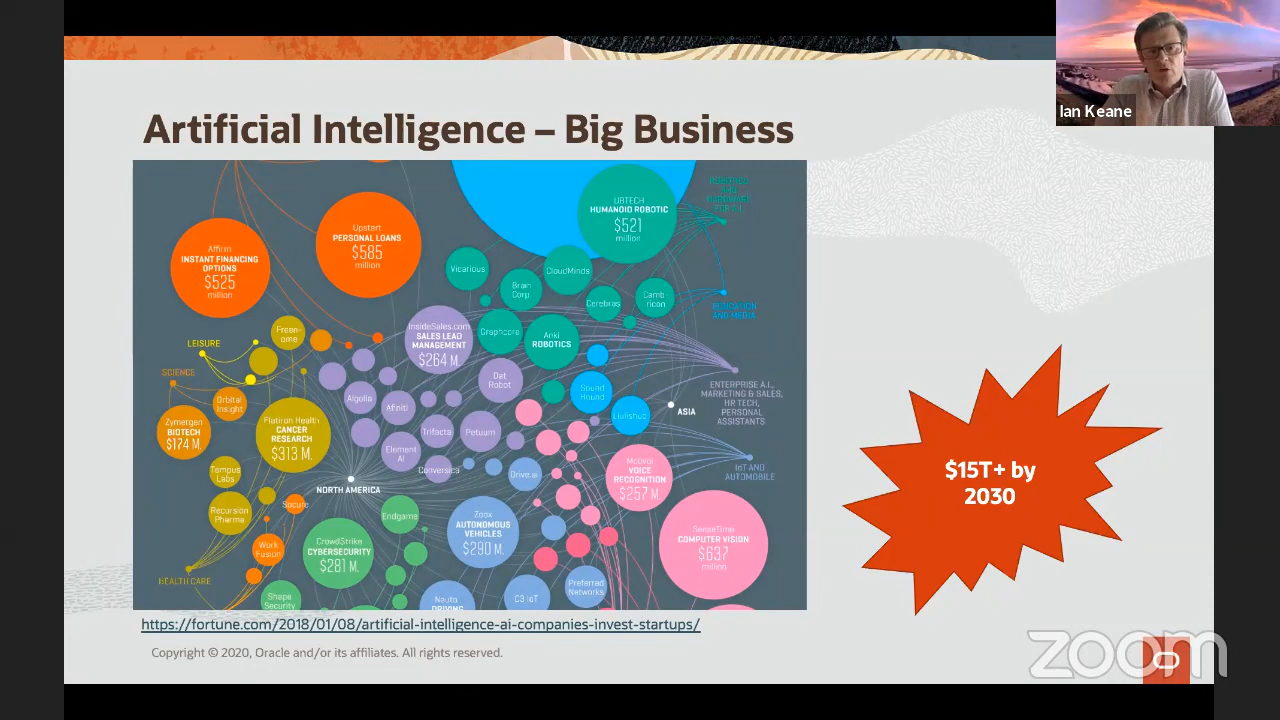 Ian Keane
Artificial Intelligence – Big Business
Affirm
INSTANT FINANCING
OPTIONS
$525
million
Upstart
PERSONAL LOANS
$585
million
UBTECH
HUMANOID ROBOTIC
$521
million
ROBOTICS
AND
HARDWARE
FOR A.I.
Vicarious
Brain
Corp
CloudMinds
Cerebras
Camb-
ricon
EDUCATION
AND MEDIA
InsideSales.com
SALES LEAD
MANAGEMENT
$264 M.
Graphcore
Anki
ROBOTICS
Free-
ome
LEISURE
SCIENCE
Orbital
Insight
Zymergen
BIOTECH
$174 M.
Flatiron Health
CANCER
RESEARCH
$313 M.
Algolia
Afiniti
Det
Robot
Sound
Hound
Liulishuo
ASIA
ENTERPRISE A.I.,
MARKETING & SALES,
HR TECH,
PERSONAL
ASSISTANTS
Trifacta
Petuum
Element
AI
Conversica
Drive.ai
Mobvoi
VOICE
RECOGNITION
$257 M.
IoT AND
AUTOMOBILE
Tempus
Labs
NORTH AMERICA
Recursion
Pharma
Socure
Endgame
Zoox
AUTONOMOUS
VEHICLES
$290 M.
SenseTime
COMPUTER VISION
$637
million
Work
Fusion
CrowdStrike
CYBERSECURITY
$281 M.
HEALTH CARE
Shape
Security
Nauto
DRIVING
C3 IoT
Preferred
Networks
$15T+ by
2030
https://fortune.com/2018/01/08/artificial-intelligence-ai-companies-invest-startups/
Copyright © 2020, Oracle and/or its affiliates. All rights reserved.
zoom